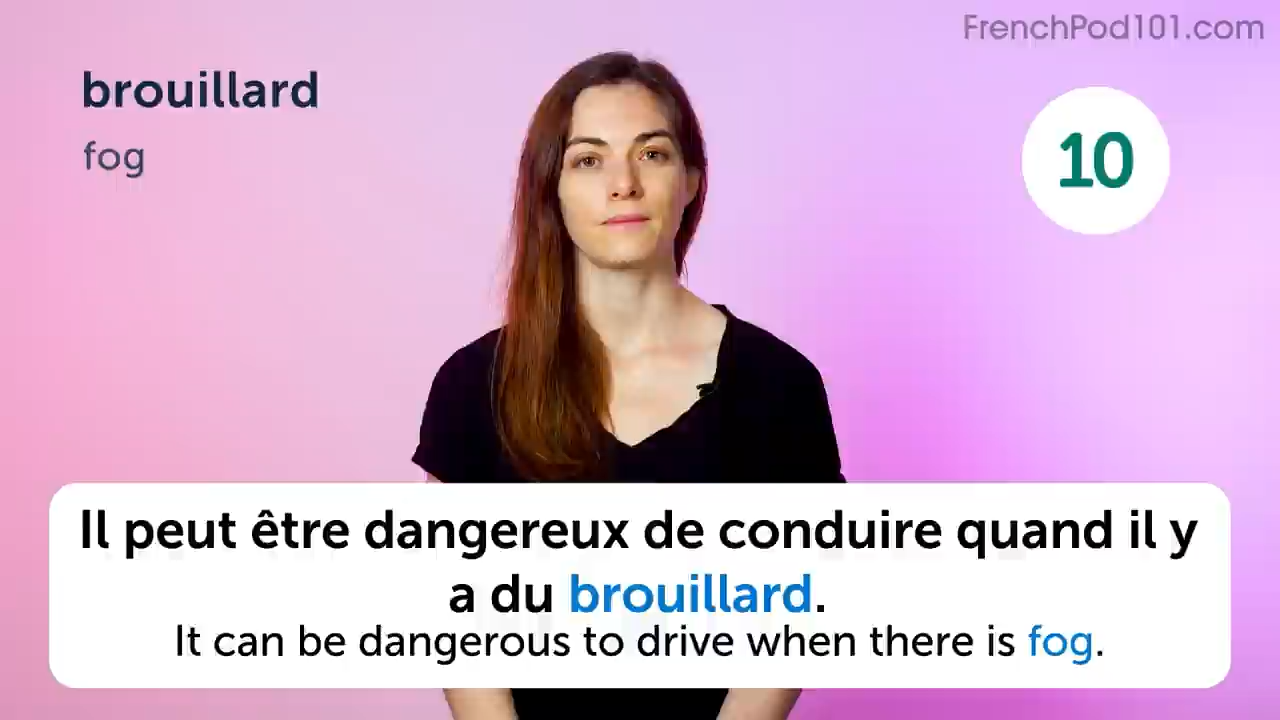 FrenchPod101.com
brouillard
fog
10
Il peut être dangereux de conduire quand il y
a du brouillard.
It can be dangerous to drive when there is fog.